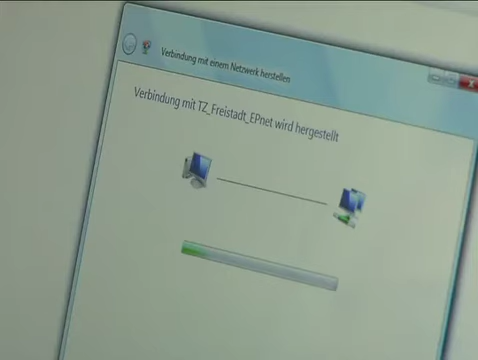 Verbindung mit einem Netzwerk herstellen
Verbindung mit TZ_Freistadt_EPnet wird hergestellt